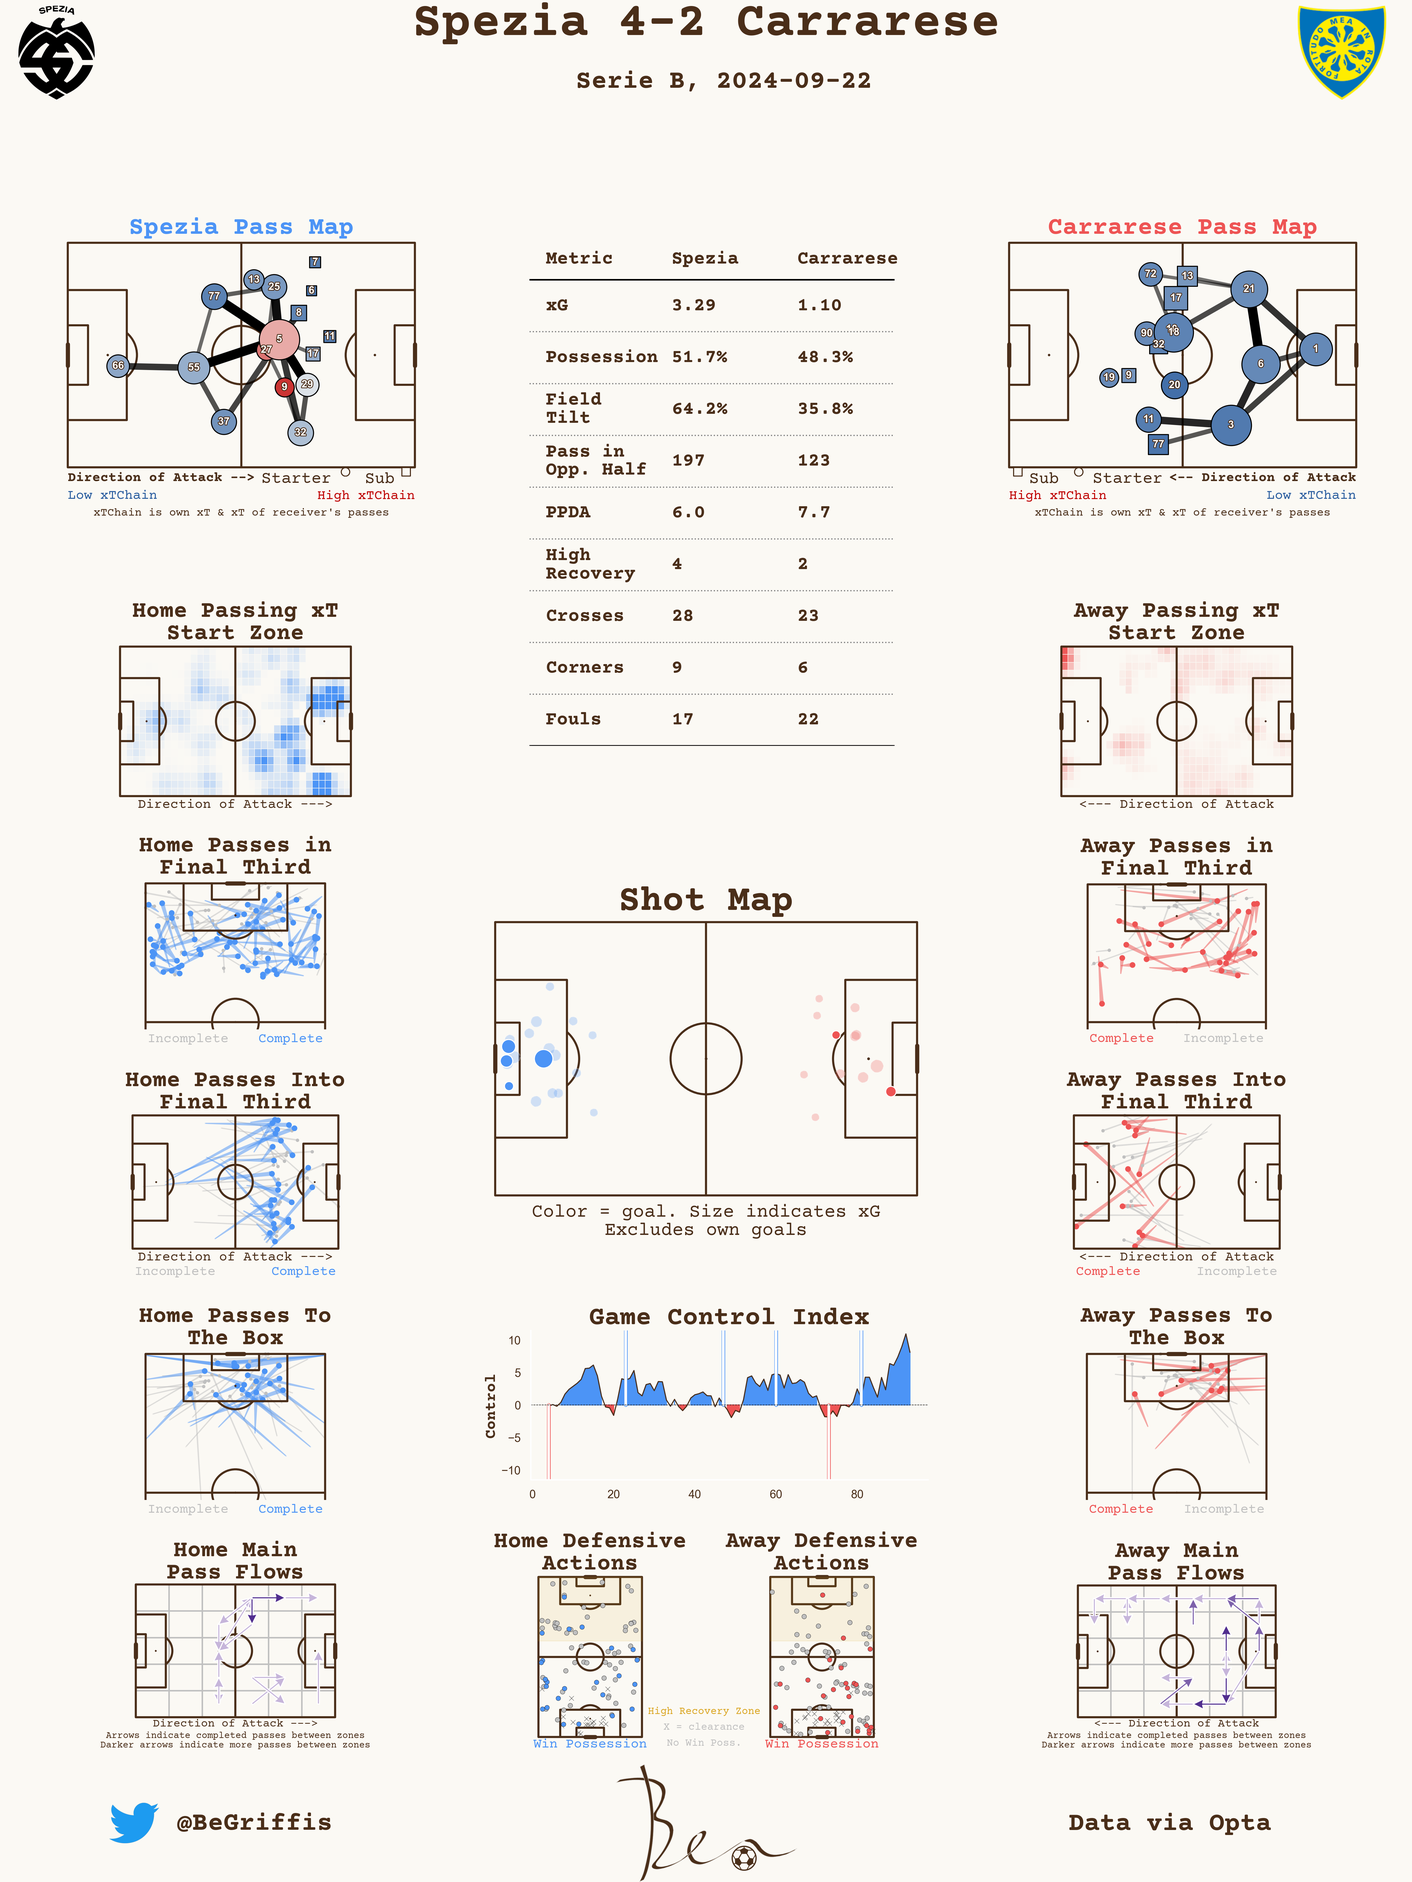 SPEZIA
Spezia 4-2 Carrarese
Serie B, 2024-09-22
FORTITUDO MEA IN ROTA
Spezia Pass Map
7
13
25
6
77
8
5
11
27
17
66
55
9
29
37
32
Direction of Attack --> Starter Sub
Low xTChain High xTChain
xTChain is own xT & xT of receiver's passes
Metric Spezia Carrarese
xG 3.29 1.10
Possession 51.7% 48.3%
Field
Tilt 64.2% 35.8%
Pass in
Opp. Half 197 123
PPDA 6.0 7.7
High
Recovery 4 2
Crosses 28 23
Corners 9 6
Fouls 17 22
Carrarese Pass Map
72
13
21
17
90
18
32
1
6
19
9
20
11
3
77
Sub Starter <-- Direction of Attack
High xTChain Low xTChain
xTChain is own xT & xT of receiver's passes
Home Passing xT
Start Zone
Direction of Attack --->
Away Passing xT
Start Zone
<--- Direction of Attack
Home Passes in
Final Third
Incomplete Complete
Away Passes in
Final Third
Complete Incomplete
Shot Map
Color = goal. Size indicates xG
Excludes own goals
Home Passes Into
Final Third
Direction of Attack --->
Incomplete Complete
Away Passes Into
Final Third
<--- Direction of Attack
Complete Incomplete
Home Passes To
The Box
Incomplete Complete
Game Control Index
Control
10
5
0
−5
−10
0 20 40 60 80
Away Passes To
The Box
Complete Incomplete
Home Main
Pass Flows
Direction of Attack --->
Arrows indicate completed passes between zones
Darker arrows indicate more passes between zones
Home Defensive
Actions
Win Possession
Away Defensive
Actions
Win Possession
High Recovery Zone
X = clearance
No Win Poss.
Away Main
Pass Flows
<--- Direction of Attack
Arrows indicate completed passes between zones
Darker arrows indicate more passes between zones
@BeGriffis
Ben
Data via Opta